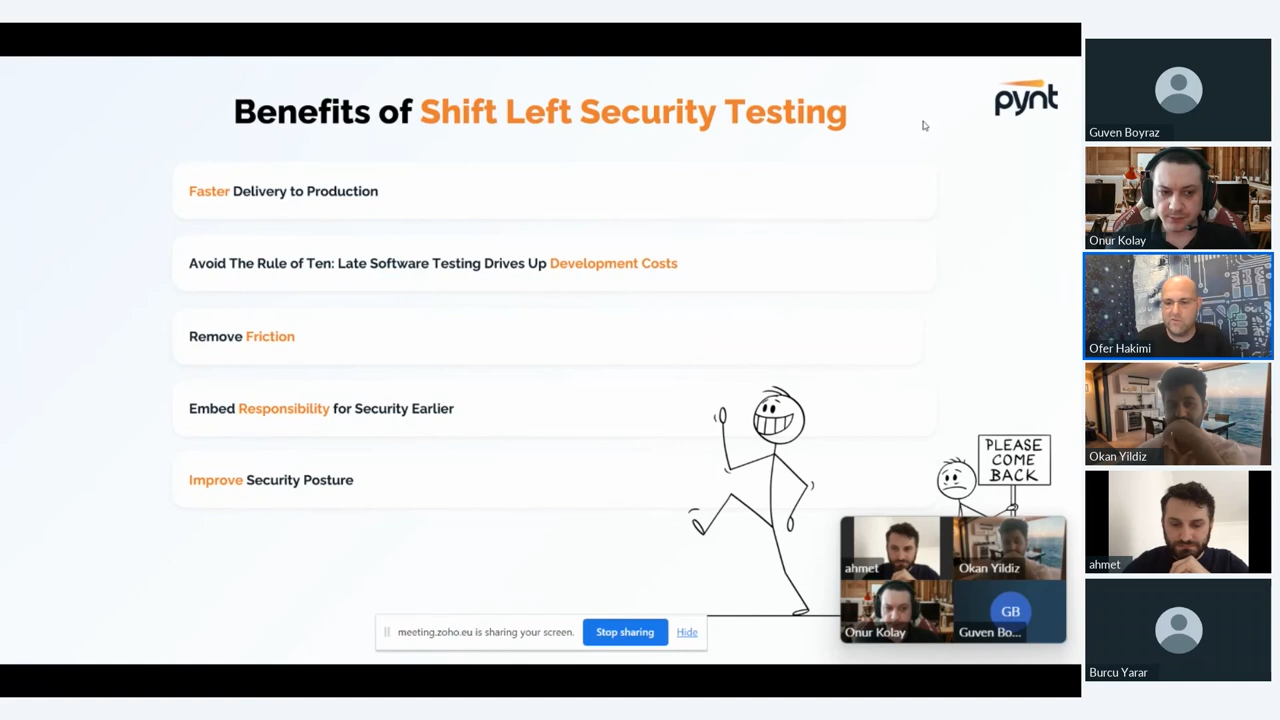 Benefits of Shift Left Security Testing
pynt
Faster Delivery to Production
Avoid The Rule of Ten: Late Software Testing Drives Up Development Costs
Remove Friction
Embed Responsibility for Security Earlier
Improve Security Posture
PLEASE
COME
BACK
ahmet
Okan Yildiz
Onur Kolay
GB
Guven Bo...
meeting.zoho.eu is sharing your screen.
Stop sharing
Hide
Guven Boyraz
Onur Kolay
Ofer Hakimi
Okan Yildiz
ahmet
Burcu Yarar